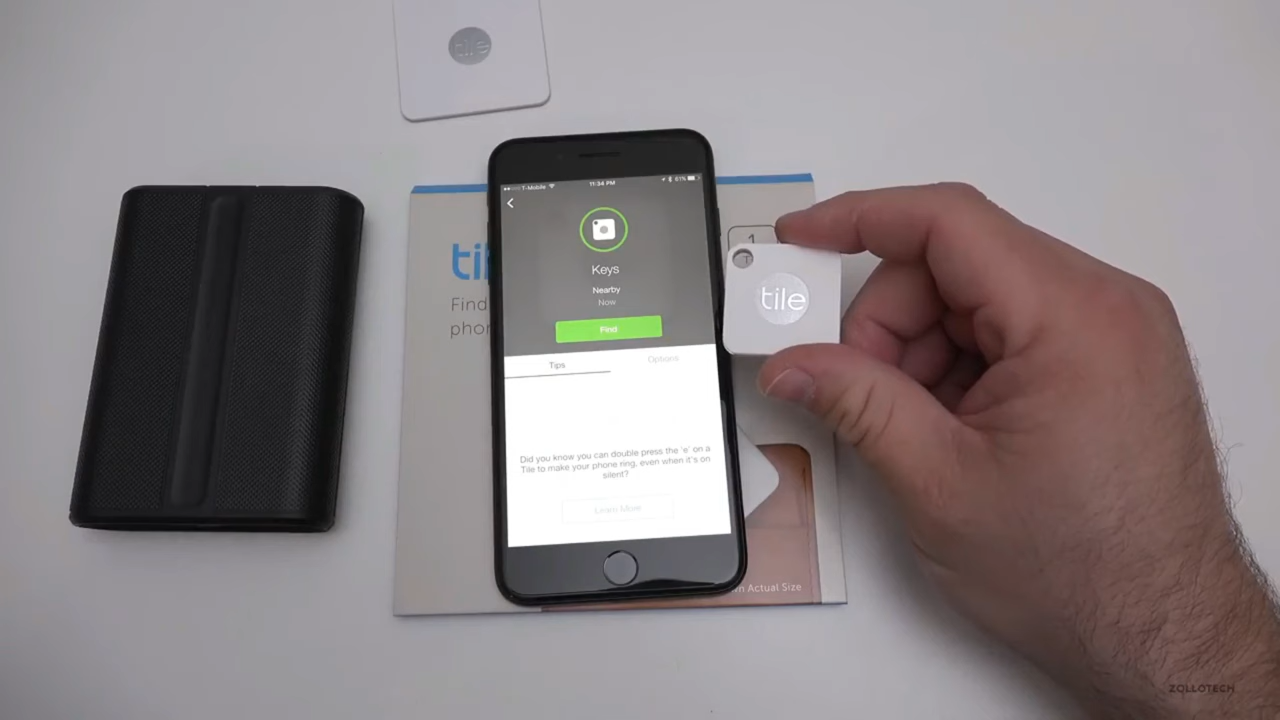 tile
T-Mobile
11:34 PM
61%
Keys
Nearby
Now
Find
Tips
Options
Did you know you can double press the 'e' on a
Tile to make your phone ring, even when it's on
silent?
Learn More
Find
1
tile
Actual Size
ZOLLOTECH